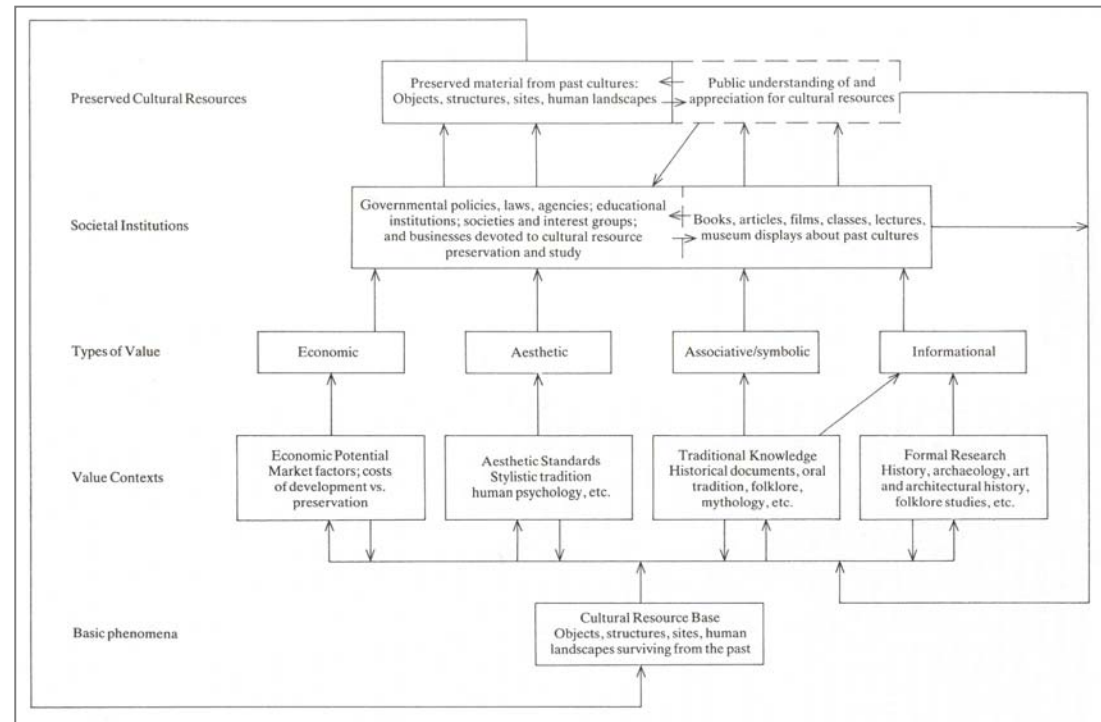 Preserved Cultural Resources
Preserved material from past cultures:
Objects, structures, sites, human landscapes
Public understanding of and
appreciation for cultural resources
Societal Institutions
Governmental policies, laws, agencies; educational
institutions; societies and interest groups;
and businesses devoted to cultural resource
preservation and study
Books, articles, films, classes, lectures,
museum displays about past cultures
Types of Value
Economic
Aesthetic
Associative/symbolic
Informational
Value Contexts
Economic Potential
Market factors; costs
of development vs.
preservation
Aesthetic Standards
Stylistic tradition
human psychology, etc.
Traditional Knowledge
Historical documents, oral
tradition, folklore,
mythology, etc.
Formal Research
History, archaeology, art
and architectural history,
folklore studies, etc.
Basic phenomena
Cultural Resource Base
Objects, structures, sites, human
landscapes surviving from the past